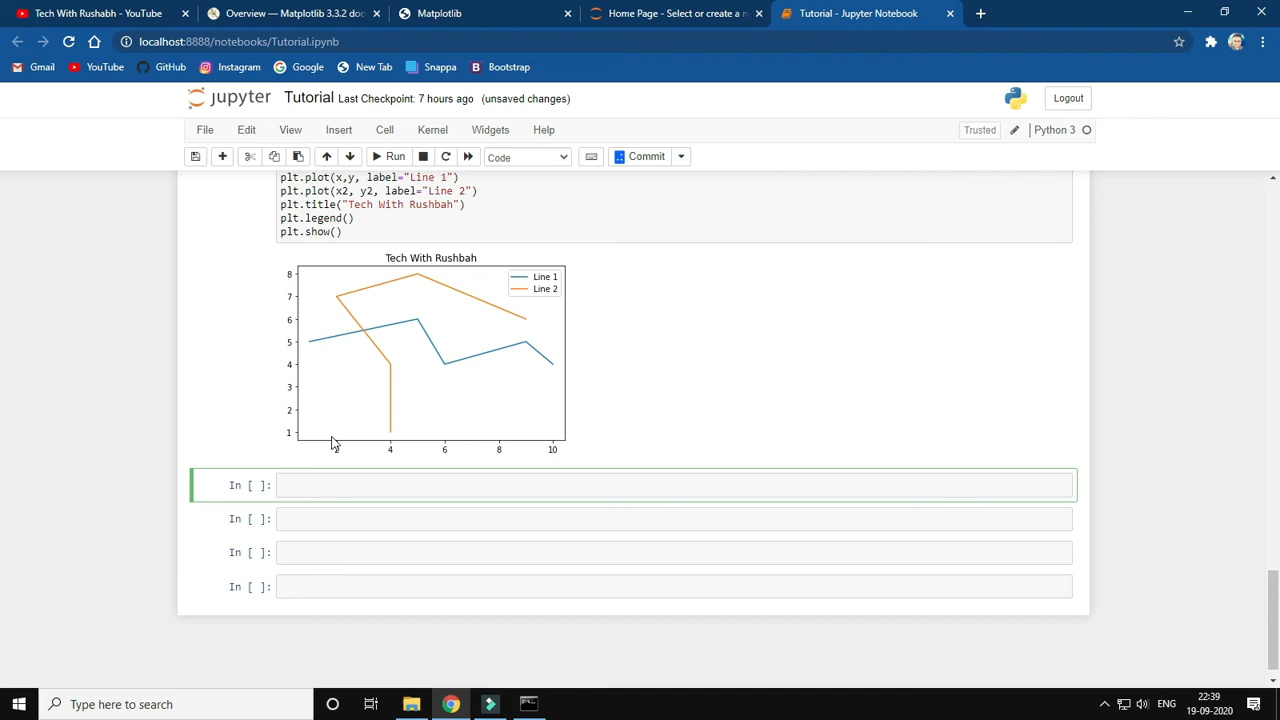 Tech With Rushabh - YouTube
Overview — Matplotlib 3.3.2 doc
Matplotlib
Home Page - Select or create a n
Tutorial - Jupyter Notebook
localhost:8888/notebooks/Tutorial.ipynb
Gmail YouTube GitHub Instagram Google New Tab Snappa Bootstrap
jupyter Tutorial Last Checkpoint: 7 hours ago (unsaved changes) Logout
File Edit View Insert Cell Kernel Widgets Help Trusted Python 3
Run Code Commit
plt.plot(x,y, label="Line 1")
plt.plot(x2, y2, label="Line 2")
plt.title("Tech With Rushbah")
plt.legend()
plt.show()
Tech With Rushbah
Line 1
Line 2
8
7
6
5
4
3
2
1
2 4 6 8 10
In [ ]:
In [ ]:
In [ ]:
In [ ]:
Type here to search
ENG
22:39
19-09-2020